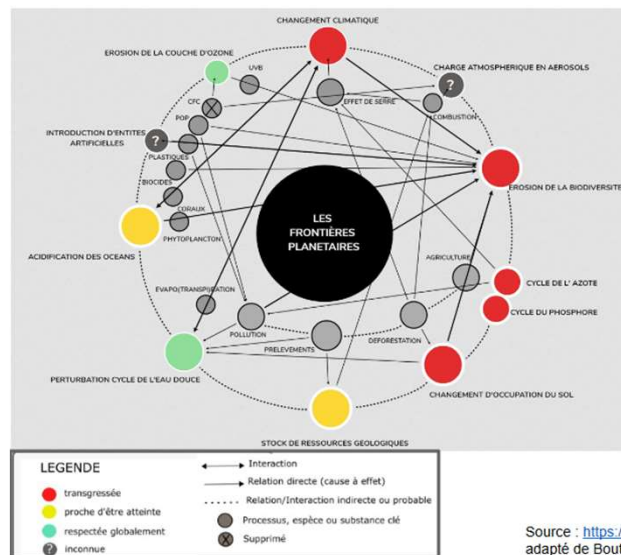 CHANGEMENT CLIMATIQUE
EROSION DE LA COUCHE D'OZONE
UVB
CHARGE ATMOSPHERIQUE EN AEROSOLS
EFFET DE SERRE
CFC
COMBUSTION
POP
?
?
INTRODUCTION D'ENTITES
ARTIFICIELLES
PLASTIQUES
EROSION DE LA BIODIVERSITE
BIOCIDES
LES
FRONTIÈRES
PLANETAIRES
CORAUX
PHYTOPLANCTON
ACIDIFICATION DES OCEANS
AGRICULTURE
EVAPO(TRANSPI)RATION
CYCLE DE L' AZOTE
CYCLE DU PHOSPHORE
POLLUTION
PRELEVEMENTS
DEFORESTATION
PERTURBATION CYCLE DE L'EAU DOUCE
CHANGEMENT D'OCCUPATION DU SOL
STOCK DE RESSOURCES GÉOLOGIQUES
LEGENDE
transgressée
proche d'être atteinte
respectée globalement
? inconnue
Interaction
Relation directe (cause à effet)
Relation/Interaction indirecte ou probable
Processus, espèce ou substance clé
Supprimé
Source : https:/
adapté de Bout